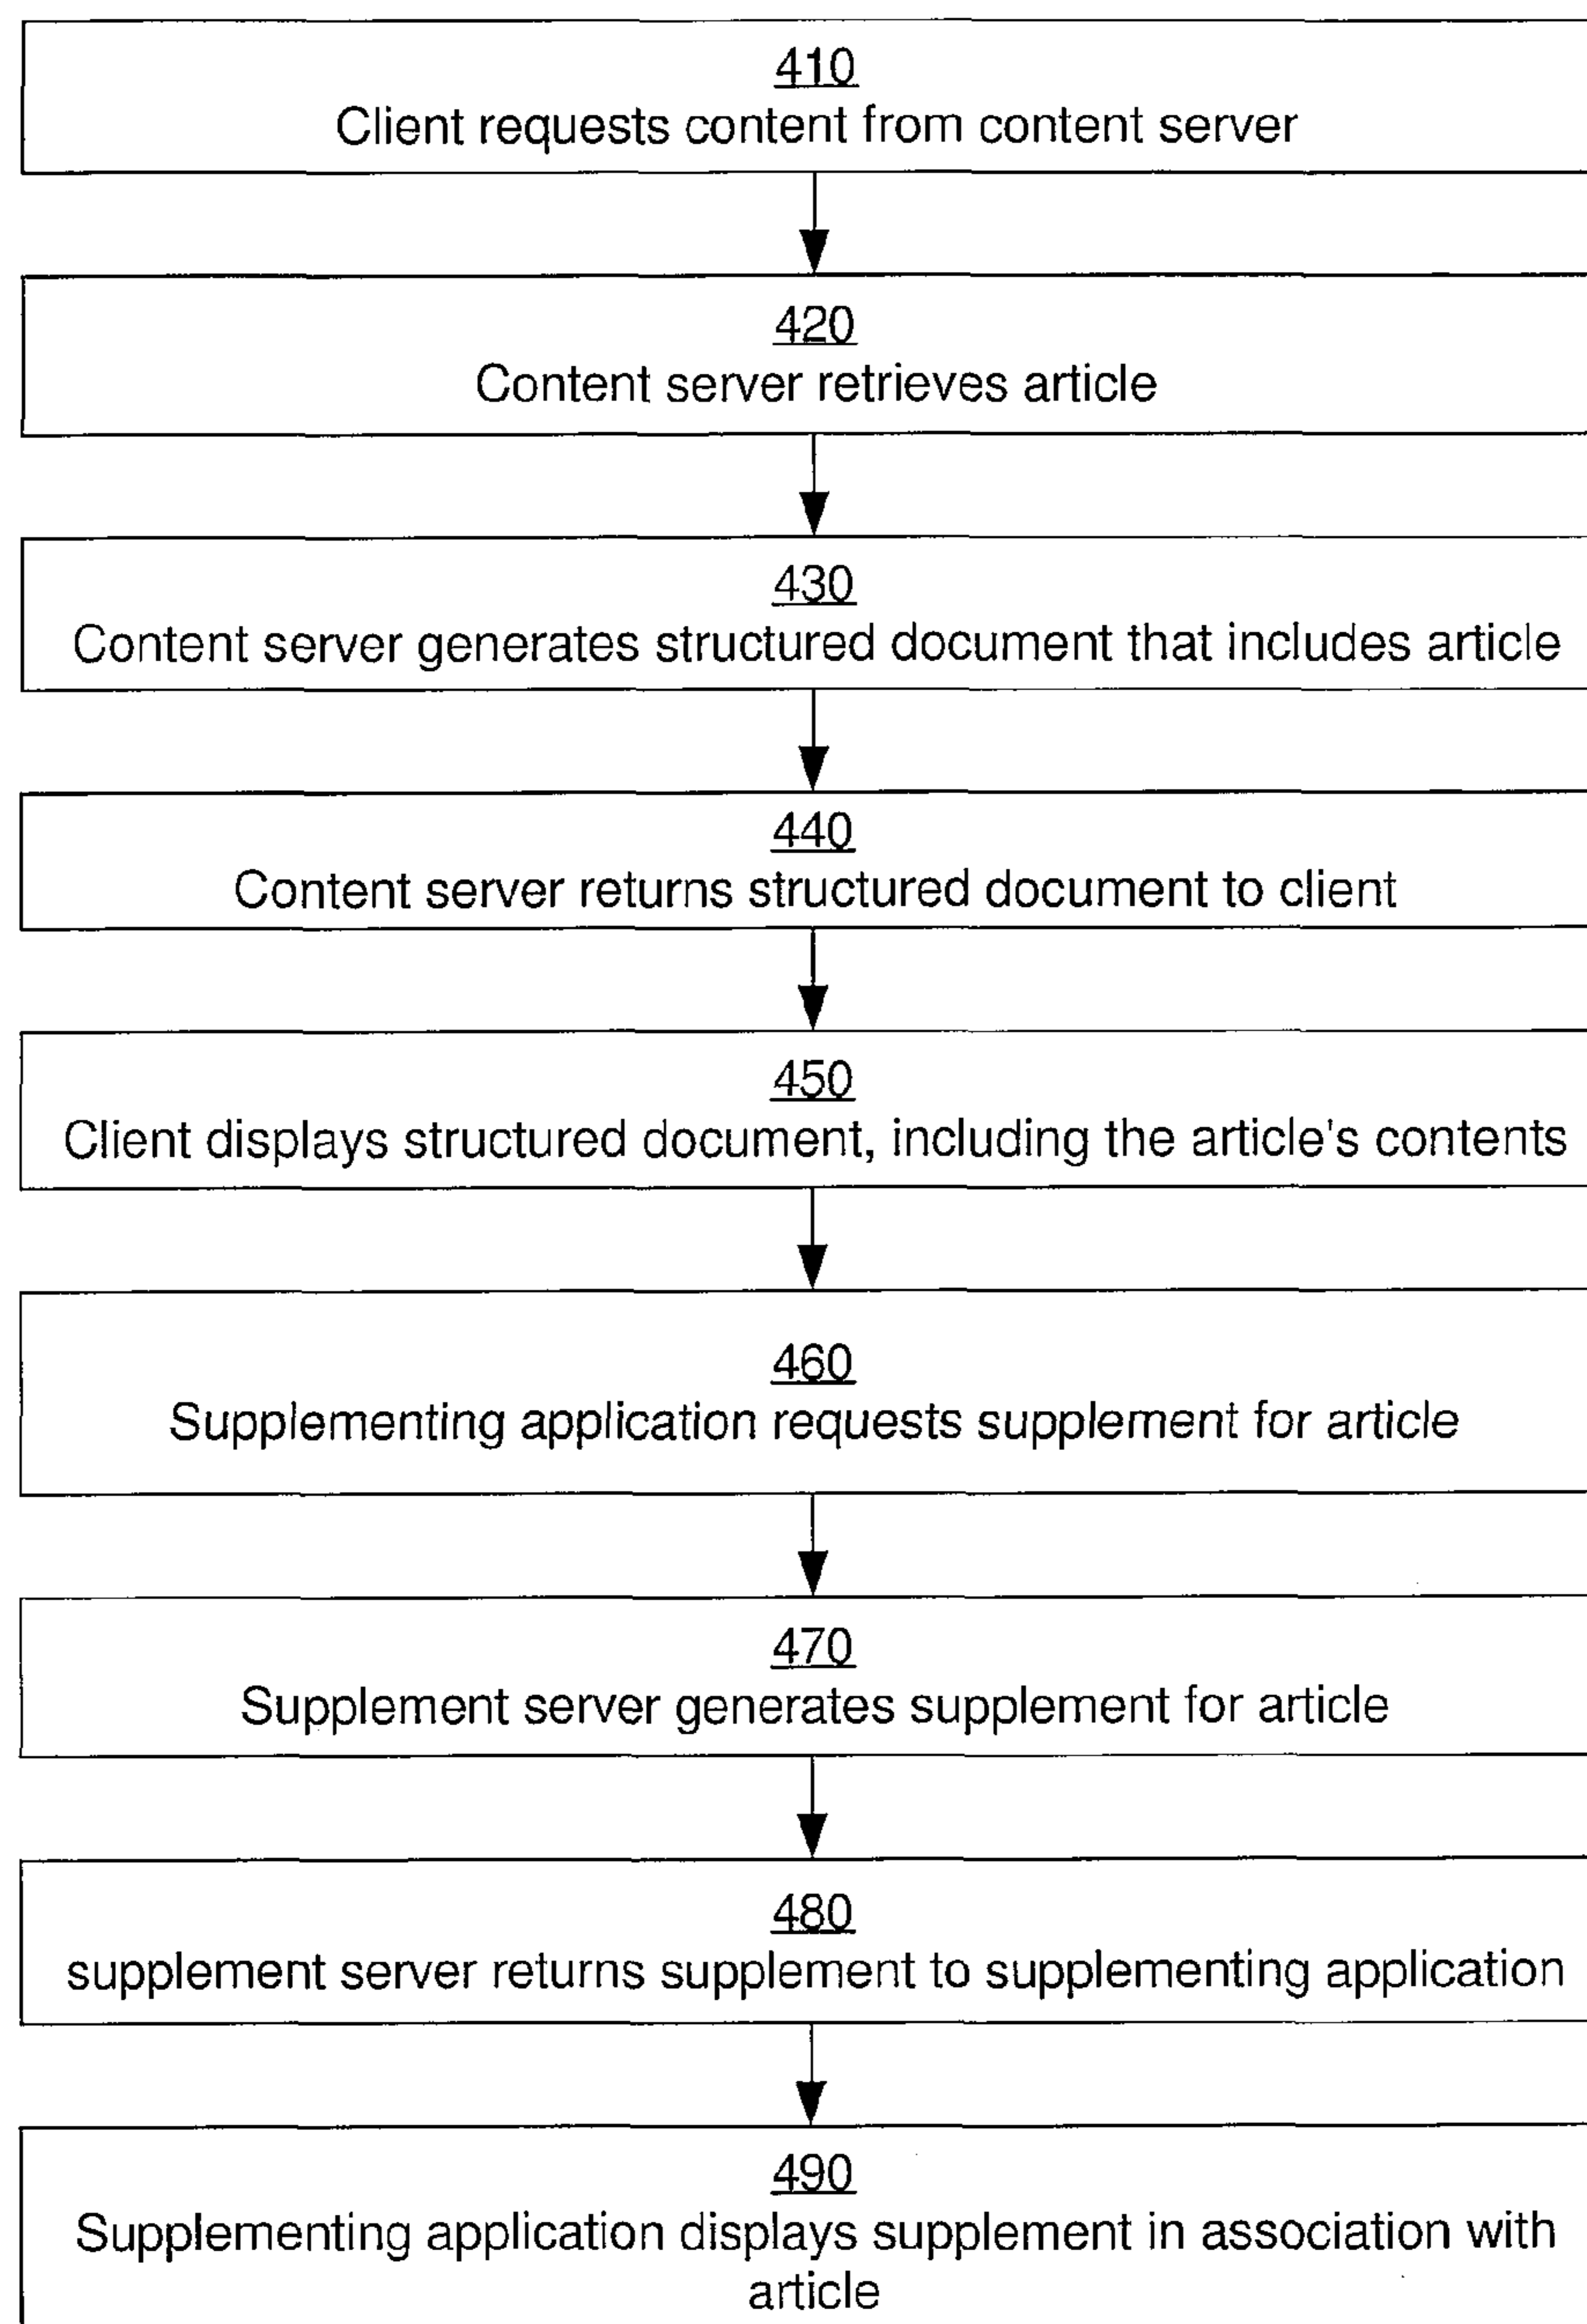 410
Client requests content from content server
420
Content server retrieves article
430
Content server generates structured document that includes article
440
Content server returns structured document to client
450
Client displays structured document, including the article's contents
460
Supplementing application requests supplement for article
470
Supplement server generates supplement for article
480
supplement server returns supplement to supplementing application
490
Supplementing application displays supplement in association with
article